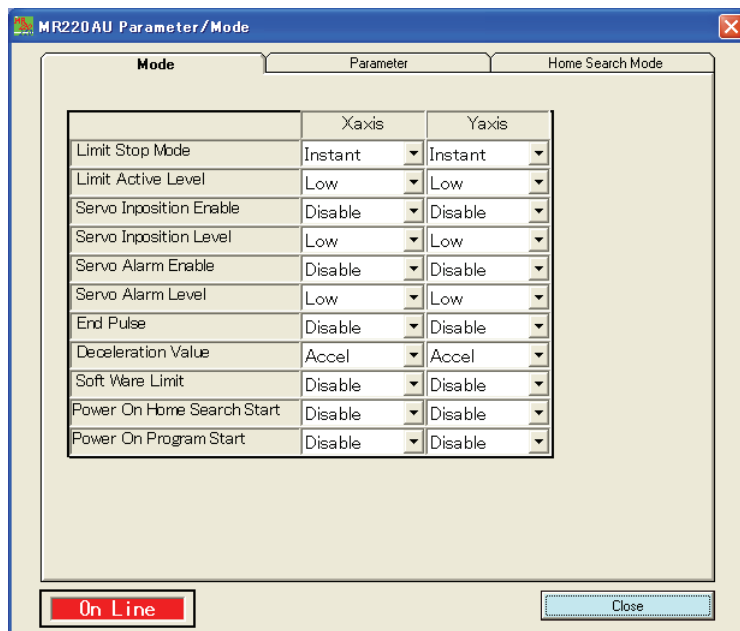 MR220AU Parameter/Mode
Mode Parameter Home Search Mode
Xaxis Yaxis
Limit Stop Mode Instant Instant
Limit Active Level Low Low
Servo Inposition Enable Disable Disable
Servo Inposition Level Low Low
Servo Alarm Enable Disable Disable
Servo Alarm Level Low Low
End Pulse Disable Disable
Deceleration Value Accel Accel
Soft Ware Limit Disable Disable
Power On Home Search Start Disable Disable
Power On Program Start Disable Disable
On Line Close